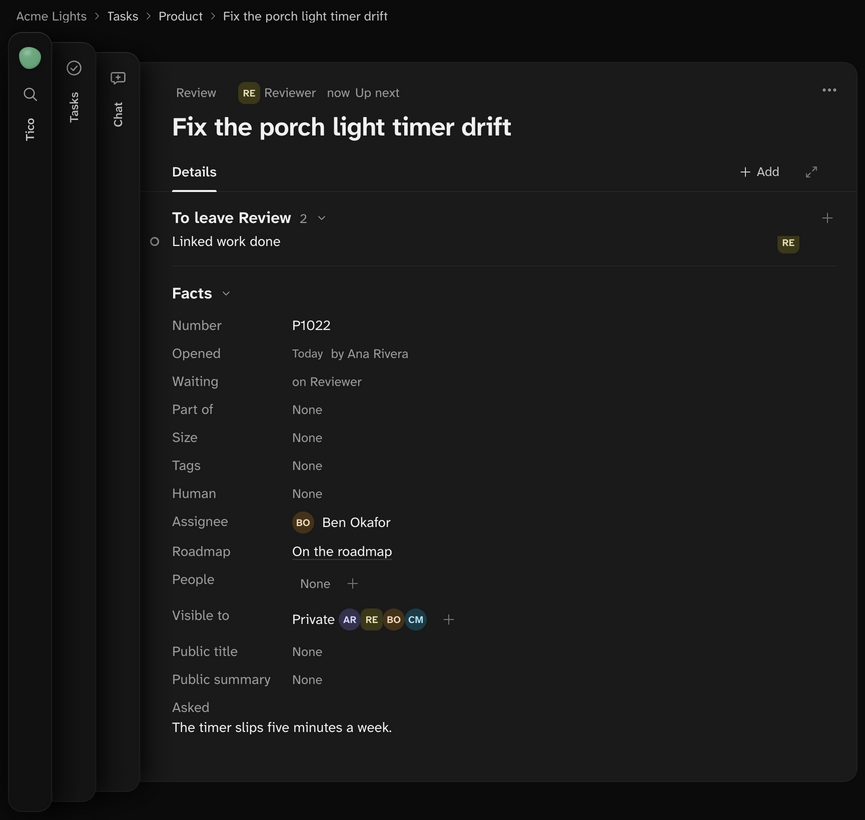 Acme Lights > Tasks > Product > Fix the porch light timer drift
Tico
Tasks
Chat
Review RE Reviewer now Up next
Fix the porch light timer drift
Details
+ Add
To leave Review 2
Linked work done RE
Facts
Number P1022
Opened Today by Ana Rivera
Waiting on Reviewer
Part of None
Size None
Tags None
Human None
Assignee BO Ben Okafor
Roadmap On the roadmap
People None +
Visible to Private AR RE BO CM +
Public title None
Public summary None
Asked
The timer slips five minutes a week.